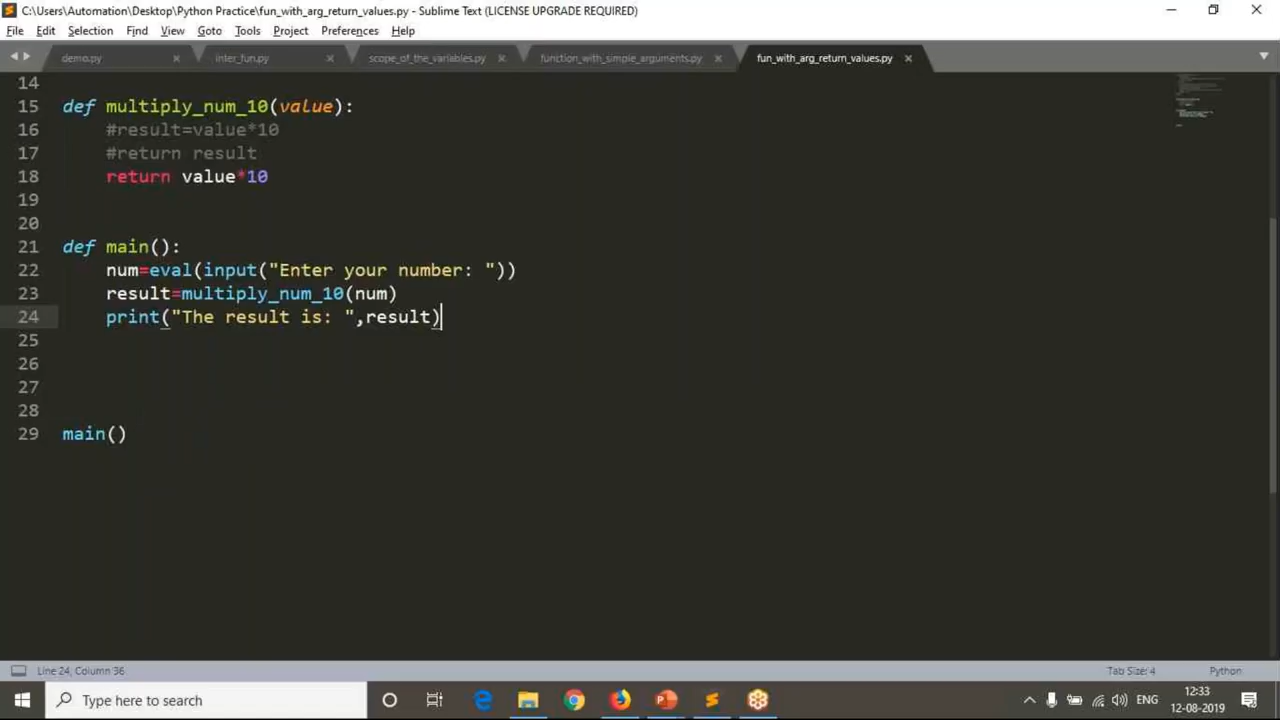 C:\Users\Automation\Desktop\Python Practice\fun_with_arg_return_values.py - Sublime Text (LICENSE UPGRADE REQUIRED)
File Edit Selection Find View Goto Tools Project Preferences Help
demo.py inter_fun.py scope_of_the_variables.py function_with_simple_arguments.py fun_with_arg_return_values.py
14
15 def multiply_num_10(value):
16 #result=value*10
17 #return result
18 return value*10
19
20
21 def main():
22 num=eval(input("Enter your number: "))
23 result=multiply_num_10(num)
24 print("The result is: ",result)
25
26
27
28
29 main()
Line 24, Column 36 Tab Size: 4 Python
Type here to search ENG 12:33
12-08-2019